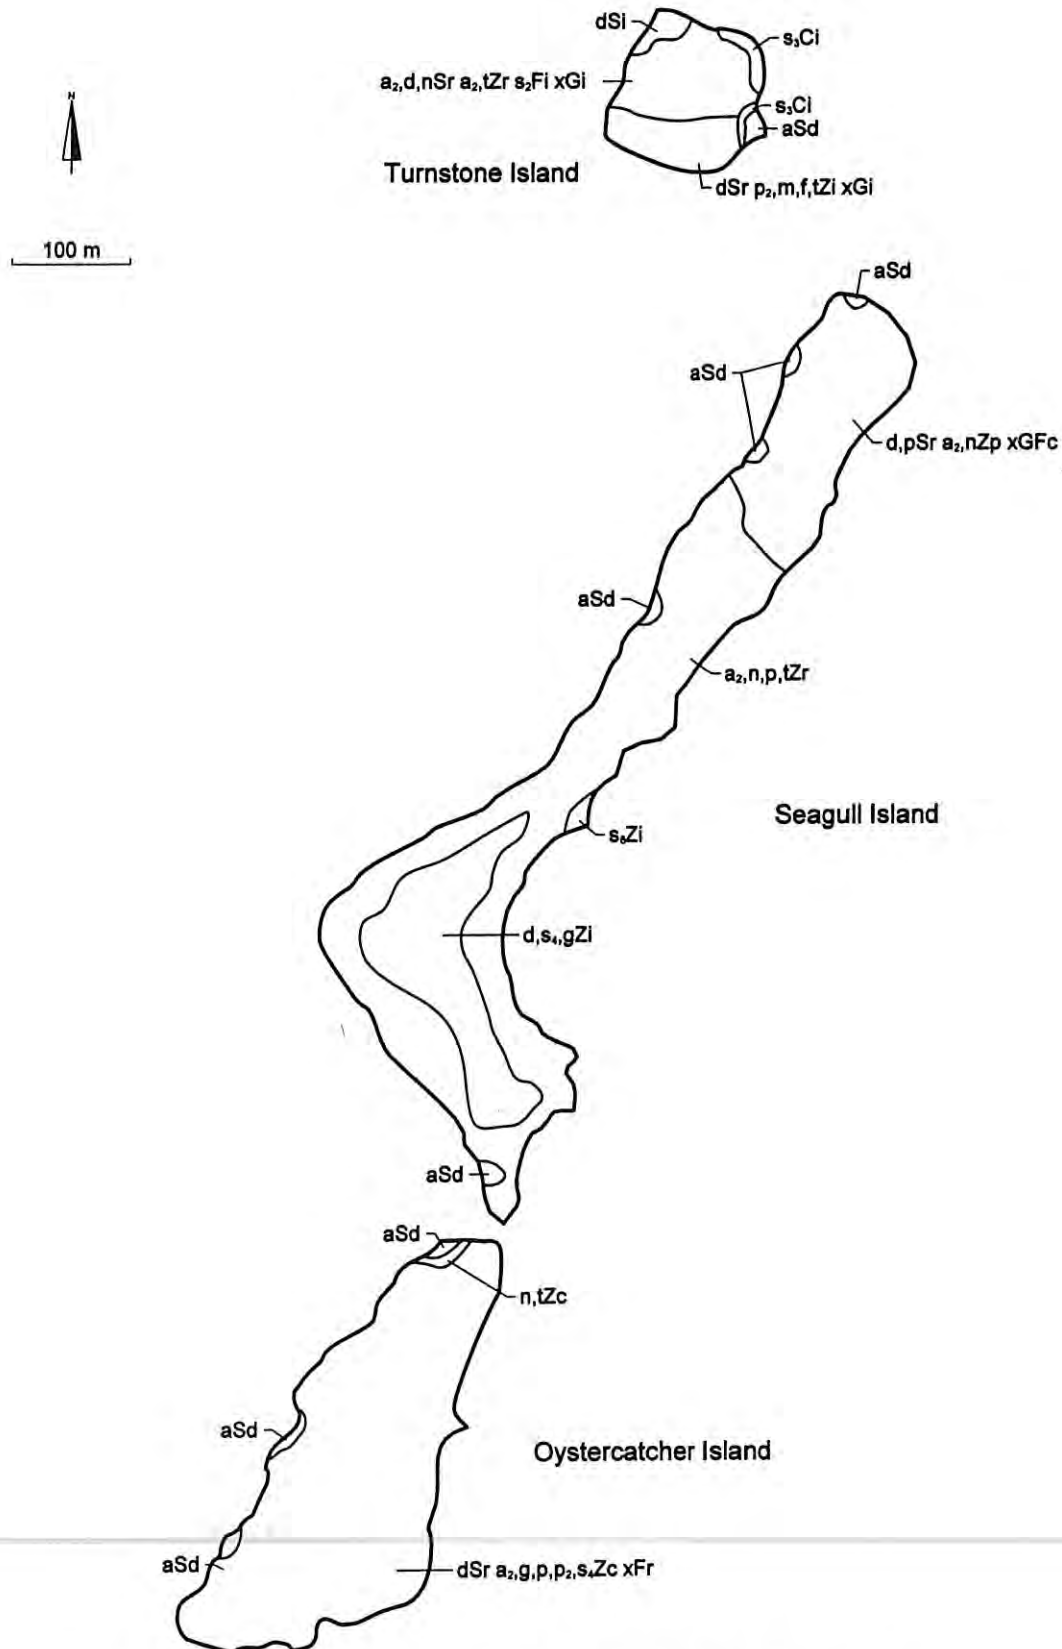 dSi
s₃Ci
N
a₂,d,nSr a₂,tZr s₂Fi xGi
s₃Ci
aSd
Turnstone Island
dSr p₂,m,f,tZi xGi
100 m
aSd
aSd
d,pSr a₂,nZp xGFc
aSd
a₂,n,p,tZr
Seagull Island
s₆Zi
d,s₄,gZi
aSd
aSd
n,tZc
aSd
Oystercatcher Island
aSd
dSr a₂,g,p,p₂,s₄Zc xFr